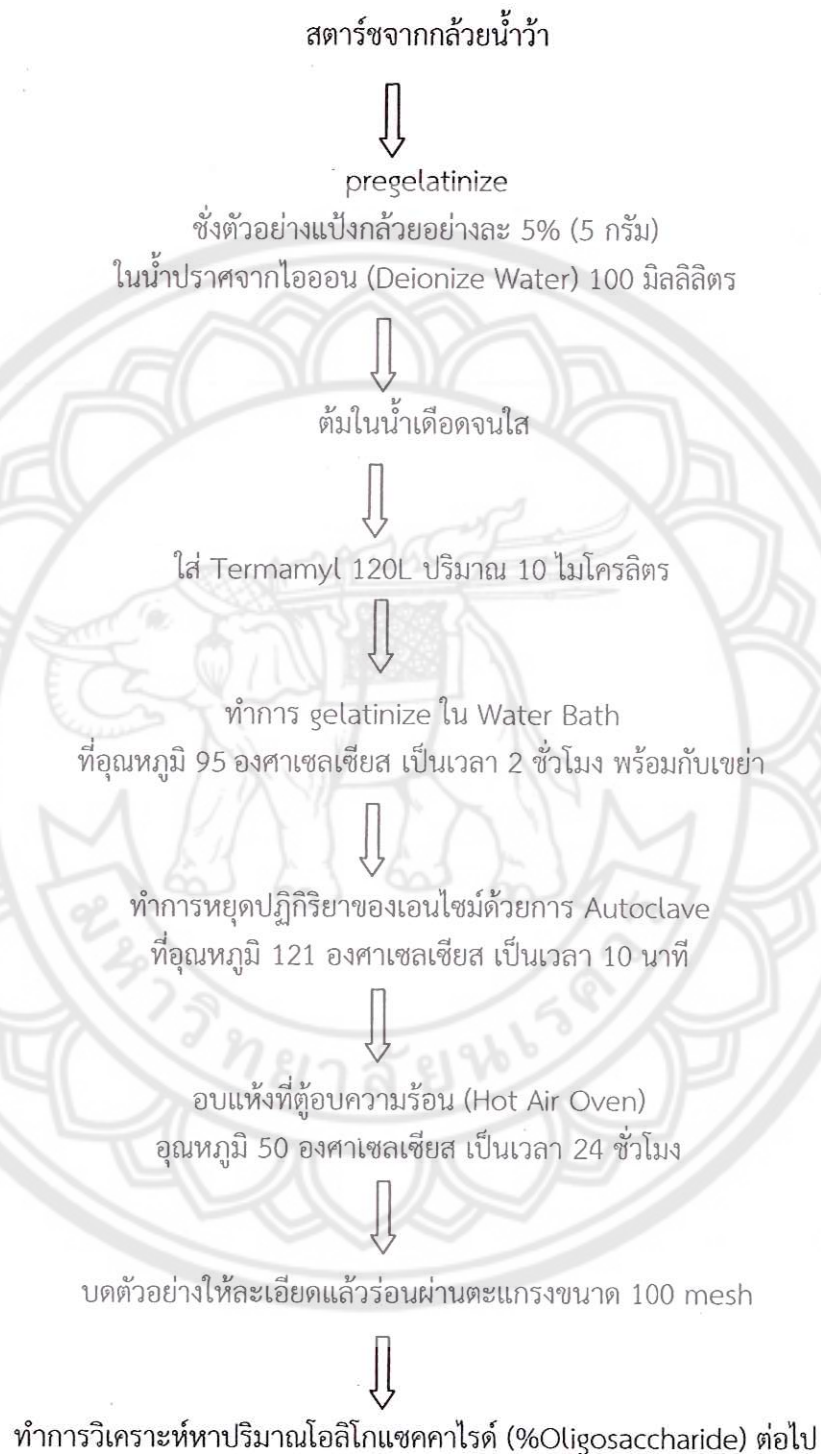 สตาร์ชจากกล้วยน้ำว้า
pregelatinize
ชั่งตัวอย่างแป้งกล้วยอย่างละ 5% (5 กรัม)
ในน้ำปราศจากไอออน (Deionize Water) 100 มิลลิลิตร
ต้มในน้ำเดือดจนใส
ใส่ Termamyl 120L ปริมาณ 10 ไมโครลิตร
ทำการ gelatinize ใน Water Bath
ที่อุณหภูมิ 95 องศาเซลเซียส เป็นเวลา 2 ชั่วโมง พร้อมกับเขย่า
ทำการหยุดปฏิกิริยาของเอนไซม์ด้วยการ Autoclave
ที่อุณหภูมิ 121 องศาเซลเซียส เป็นเวลา 10 นาที
มหาวิทยาลัยนเรศวร
อบแห้งที่ตู้อบความร้อน (Hot Air Oven)
อุณหภูมิ 50 องศาเซลเซียส เป็นเวลา 24 ชั่วโมง
บดตัวอย่างให้ละเอียดแล้วร่อนผ่านตะแกรงขนาด 100 mesh
ทำการวิเคราะห์หาปริมาณโอลิโกแซคคาไรด์ (%Oligosaccharide) ต่อไป